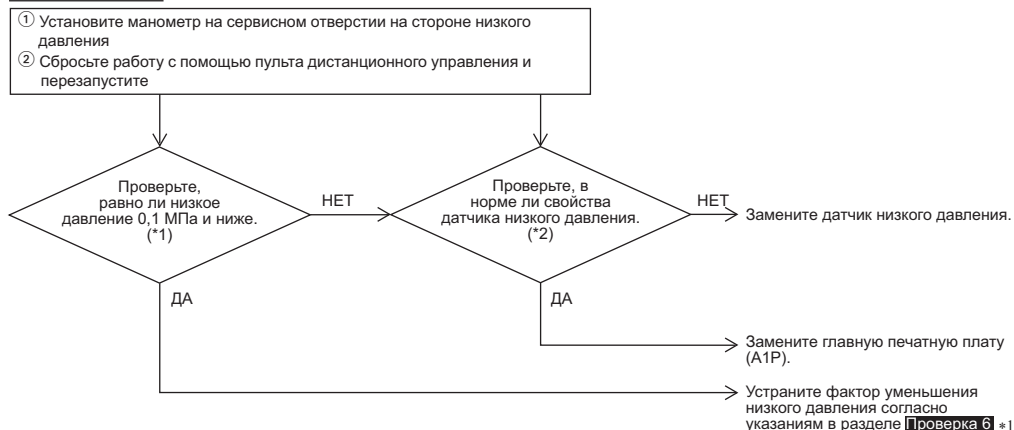 ① Установите манометр на сервисном отверстии на стороне низкого
давления
② Сбросьте работу с помощью пульта дистанционного управления и
перезапустите
Проверьте,
равно ли низкое
давление 0,1 МПа и ниже.
(*1)
НЕТ
Проверьте, в
норме ли свойства
датчика низкого давления.
(*2)
НЕТ
Замените датчик низкого давления.
ДА
ДА
Замените главную печатную плату
(A1P).
Устраните фактор уменьшения
низкого давления согласно
указаниям в разделе Проверка 6 *1